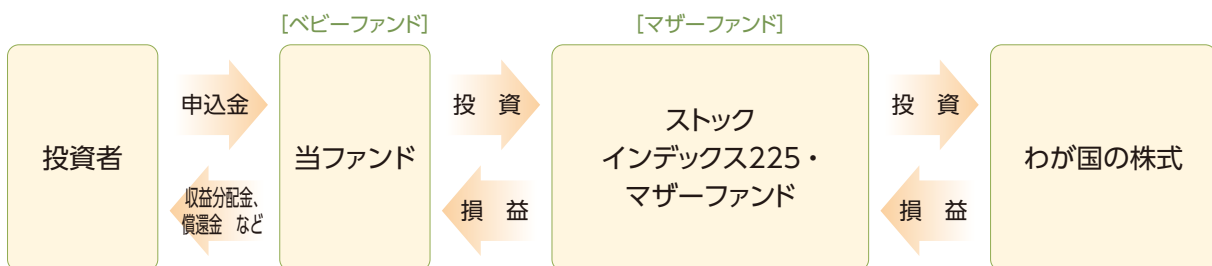 [ベビーファンド]
[マザーファンド]
投資者
申込金
収益分配金、
償還金 など
当ファンド
投 資
損 益
ストック
インデックス225・
マザーファンド
投 資
損 益
わが国の株式